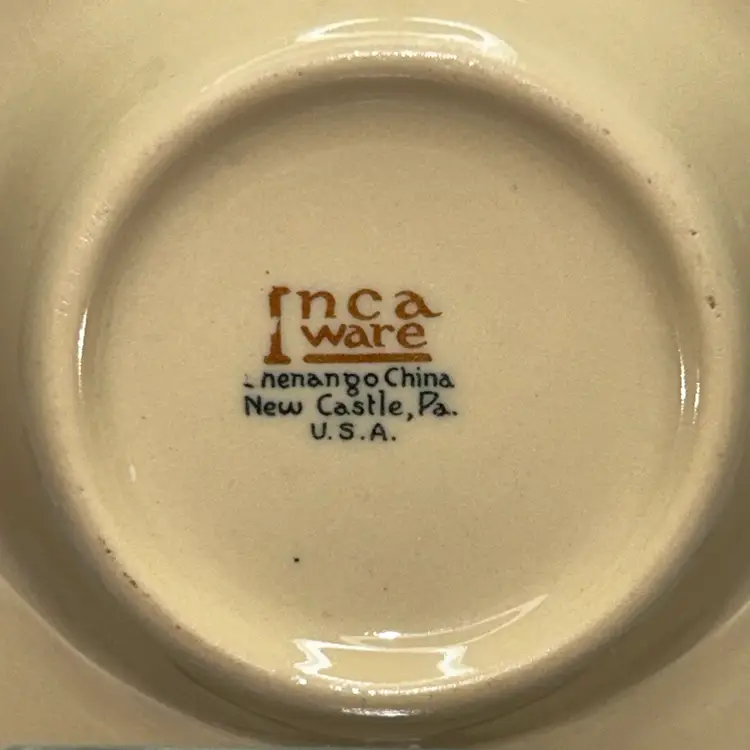 Inca
ware
Shenango China
New Castle, Pa.
U.S.A.